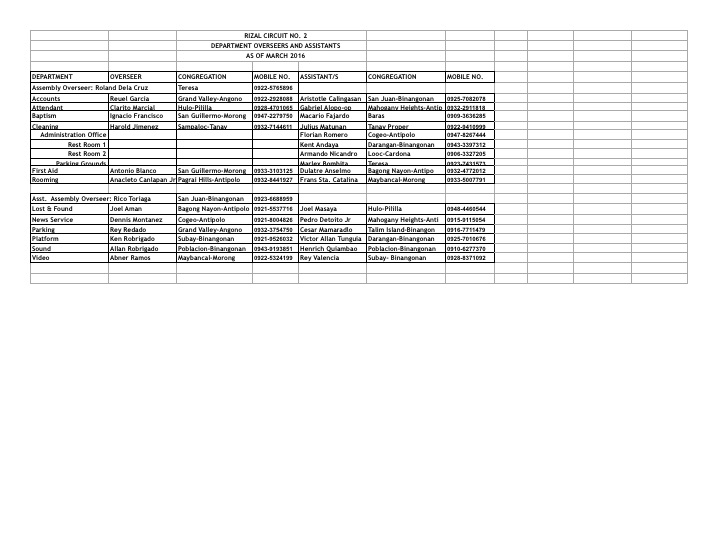 RIZAL CIRCUIT NO. 2
DEPARTMENT OVERSEERS AND ASSISTANTS
AS OF MARCH 2016
DEPARTMENT OVERSEER CONGREGATION MOBILE NO. ASSISTANT/S CONGREGATION MOBILE NO.
Assembly Overseer: Roland Dela Cruz Teresa 0922-5765896
Accounts Reuel Garcia Grand Valley-Angono 0922-2928088 Aristotle Calingasan San Juan-Binangonan 0925-7082078
Attendant Clarito Marcial Hulo-Pililla 0928-4701065 Gabriel Alopo-op Mahogany Heights-Antip 0932-2911818
Baptism Ignacio Francisco San Guillermo-Morong 0947-2279750 Macario Fajardo Baras 0909-3636285
Cleaning Harold Jimenez Sampaloc-Tanay 0932-7144611 Julius Matunan Tanay Proper 0922-8410999
Administration Office Florian Romero Cogeo-Antipolo 0947-8267444
Rest Room 1 Kent Andaya Darangan-Binangonan 0943-3397312
Rest Room 2 Armando Nicandro Looc-Cardona 0906-3327205
Parking Grounds Marlex Bombita Teresa
First Aid Antonio Blanco San Guillermo-Morong 0933-3103125 Dulatre Anselmo Bagong Nayon-Antipo 0932-4772012
Rooming Anacleto Canlapan Jr Pagrai Hills-Antipolo 0932-8441927 Frans Sta. Catalina Maybancal-Morong 0933-5007791
Asst. Assembly Overseer: Rico Toriaga San Juan-Binangonan 0923-6688959
Lost & Found Joel Aman Bagong Nayon-Antipolo 0921-5537716 Joel Masaya Hulo-Pililla 0948-4460544
News Service Dennis Montanez Cogeo-Antipolo 0921-8004826 Pedro Detoito Jr Mahogany Heights-Anti 0915-9115054
Parking Rey Redado Grand Valley-Angono 0932-3754750 Cesar Mamaradlo Talim Island-Binangon 0916-7711479
Platform Ken Robrigado Subay-Binangonan 0921-9526032 Victor Allan Tunguia Darangan-Binangonan 0925-7010676
Sound Allan Robrigado Poblacion-Binangonan 0943-9193851 Henrich Quiambao Poblacion-Binangonan 0910-6277370
Video Abner Ramos Maybancal-Morong 0922-5324199 Rey Valencia Subay- Binangonan 0928-8371092